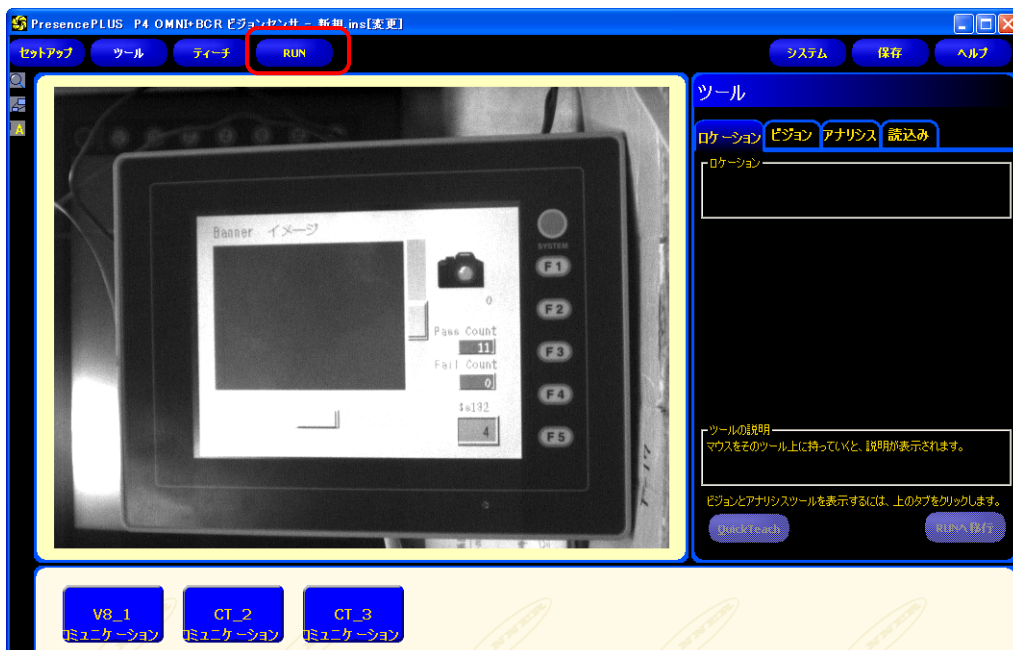 PresencePLUS P4 OMNI+BCR ビジョンセンサ - 新規.ins[変更]
セットアップ ツール ティーチ RUN システム 保存 ヘルプ
A
ツール
ロケーション ビジョン アナリシス 読込み
ロケーション
Banner イメージ
SYSTEM
F1
0
F2
Pass Count
11
F3
Fail Count
0
F4
4
F5
ツールの説明
マウスをそのツール上に持っていくと、説明が表示されます。
ビジョンとアナリシスツールを表示するには、上のタブをクリックします。
QuickTeach RUNへ移行
V8_1 CT_2 CT_3
コミュニケーション コミュニケーション コミュニケーション